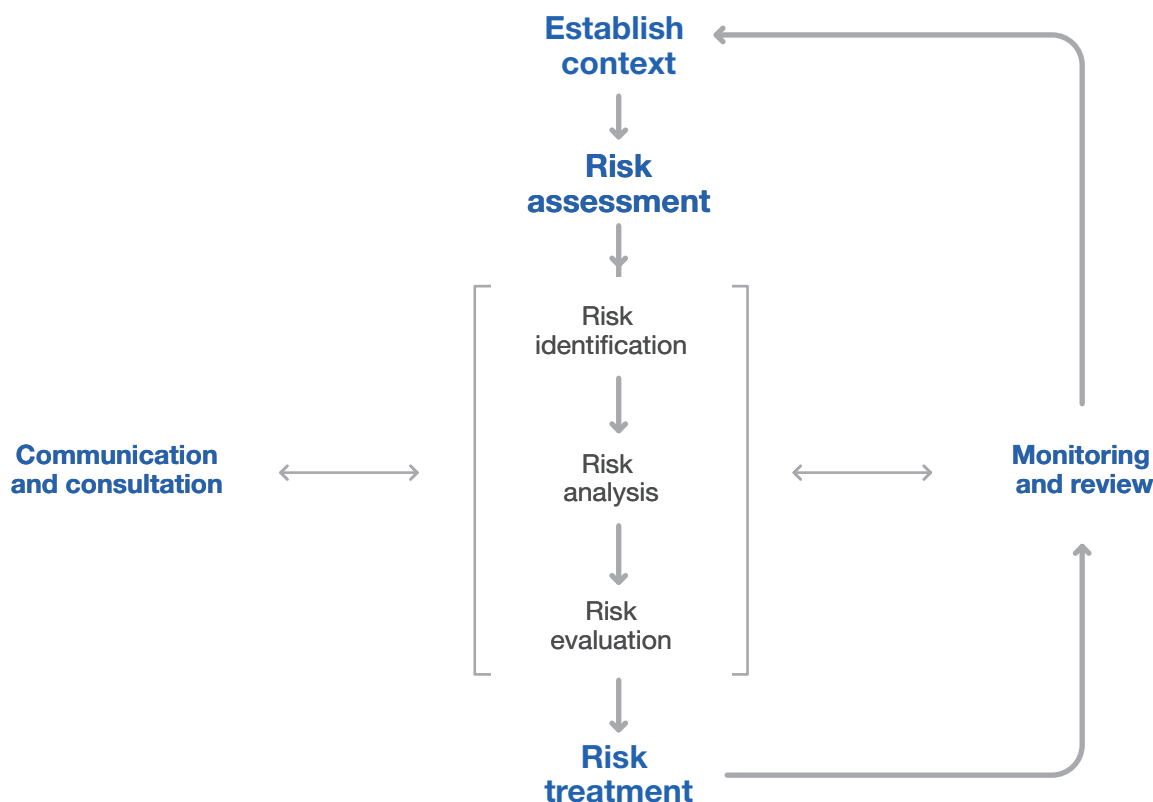 Establish
context
Risk
assessment
Risk
identification
Communication
and consultation
Risk
analysis
Monitoring
and review
Risk
evaluation
Risk
treatment